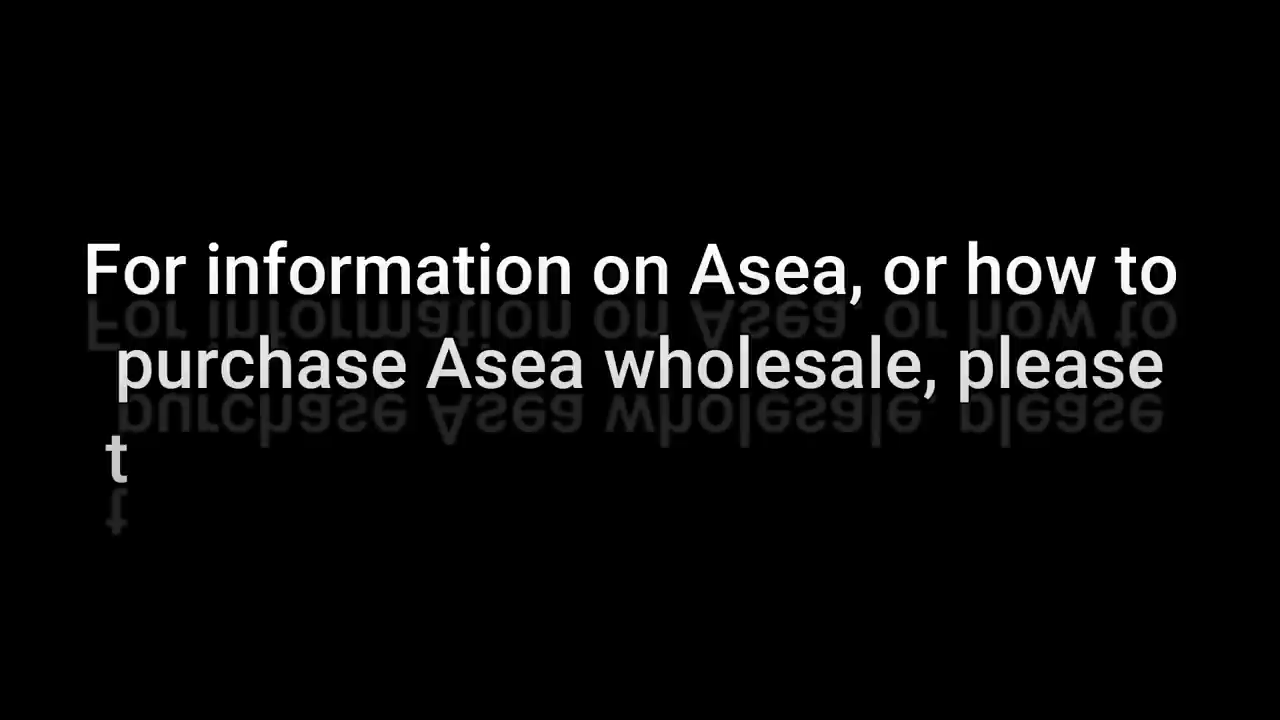 For information on Asea, or how to
purchase Asea wholesale, please
t